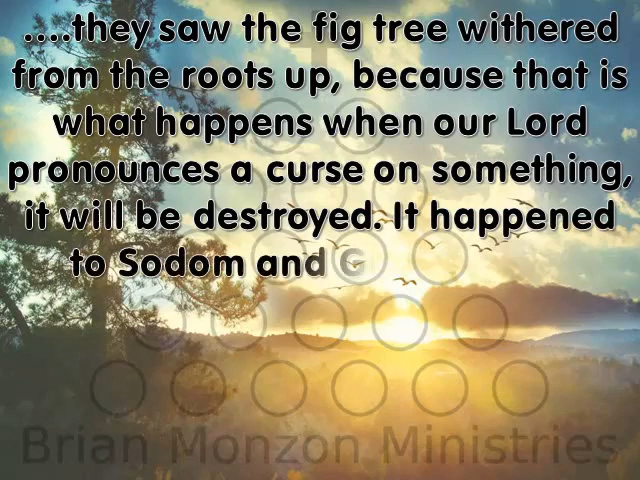 ....they saw the fig tree withered
from the roots up, because that is
what happens when our Lord
pronounces a curse on something,
it will be destroyed. It happened
to Sodom and G
Brian Monzon Ministries